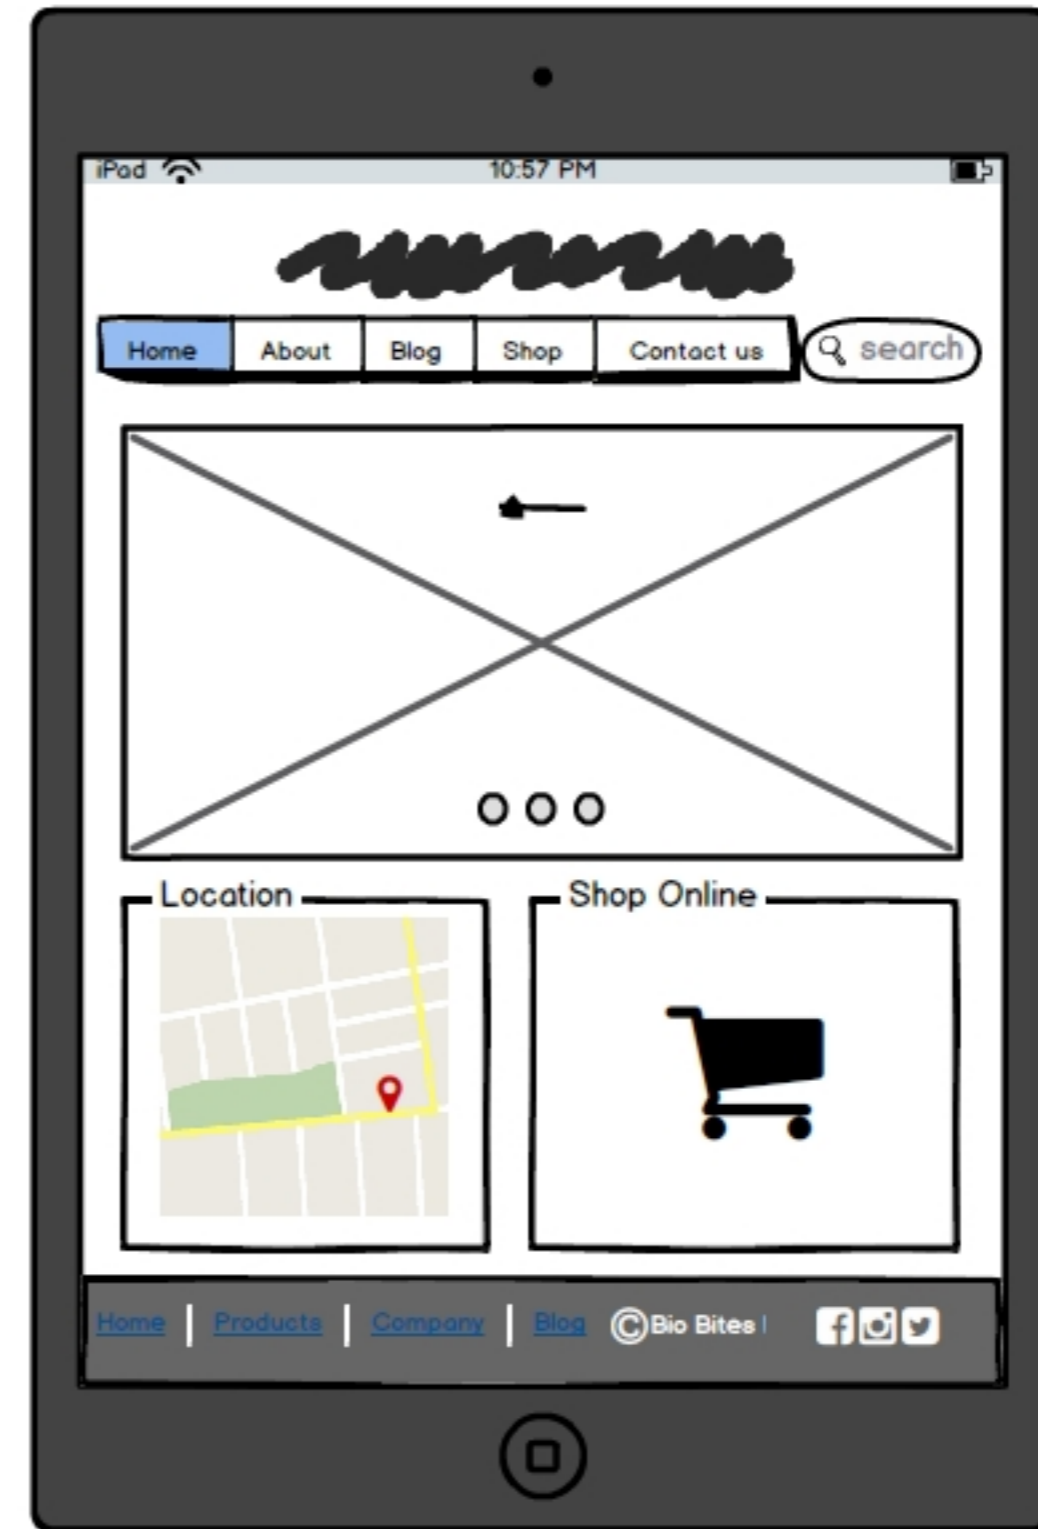 iPad 10:57 PM
Home About Blog Shop Contact us search
Location Shop Online
Home | Products | Company | Blog ©Bio Bites |